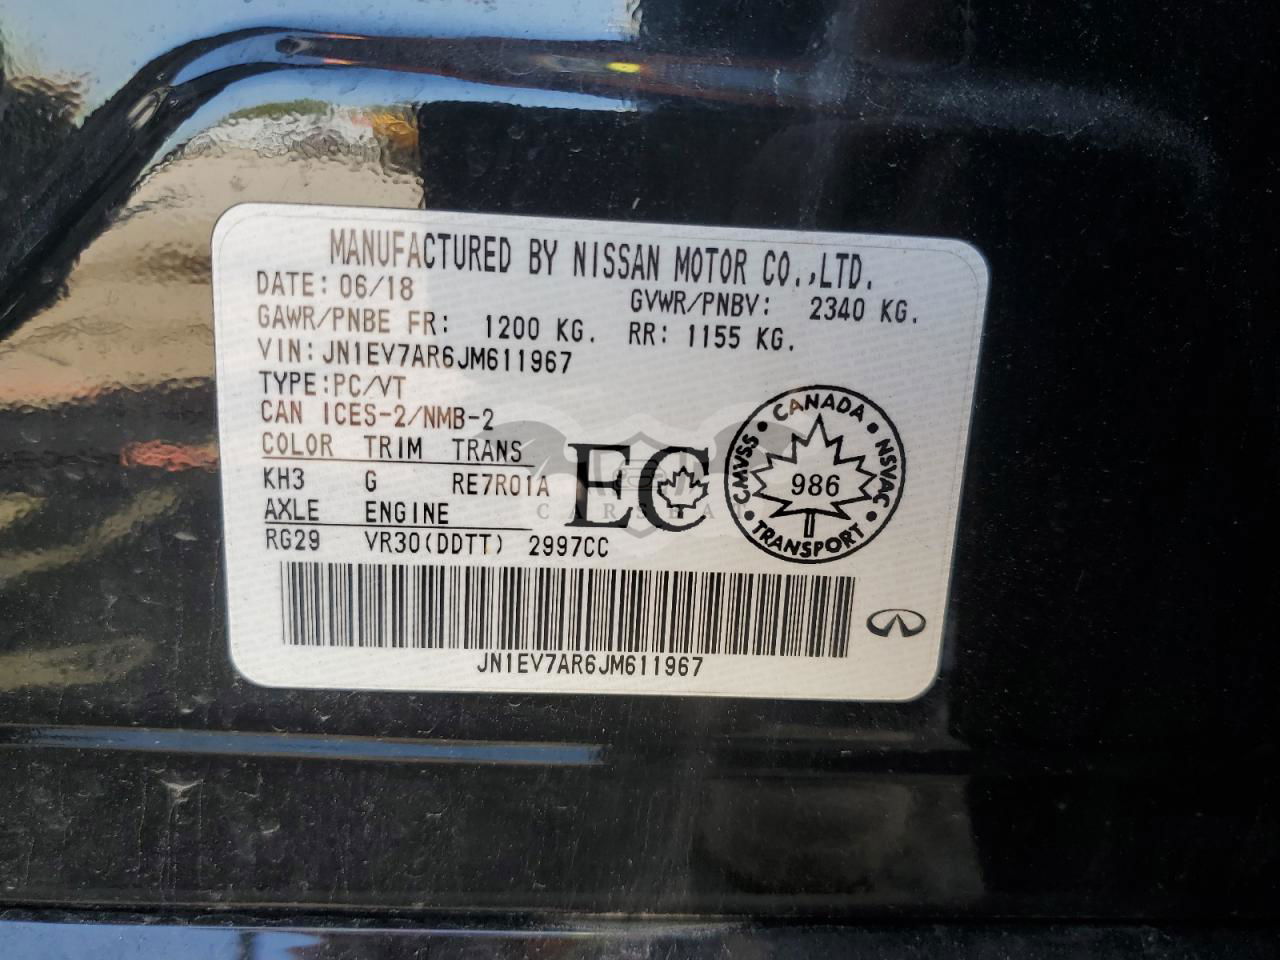 MANUFACTURED BY NISSAN MOTOR CO.,LTD.
DATE: 06/18 GVWR/PNBV: 2340 KG.
GAWR/PNBE FR: 1200 KG. RR: 1155 KG.
VIN: JN1EV7AR6JM611967
TYPE:PC/VT
CAN ICES-2/NMB-2
COLOR TRIM TRANS
KH3 G RE7R01A
AXLE ENGINE
RG29 VR30(DDTT) 2997CC
EC
CANADA
NSVAC
TRANSPORT
CMVSS
986
JN1EV7AR6JM611967